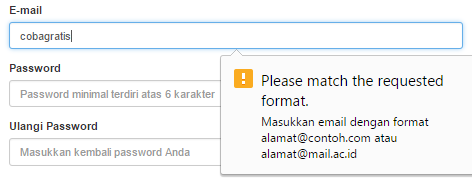 E-mail
cobagratis
Password
Password minimal terdiri atas 6 karakter
Ulangi Password
Masukkan kembali password Anda
Please match the requested
format.
Masukkan email dengan format
alamat@contoh.com atau
alamat@mail.ac.id